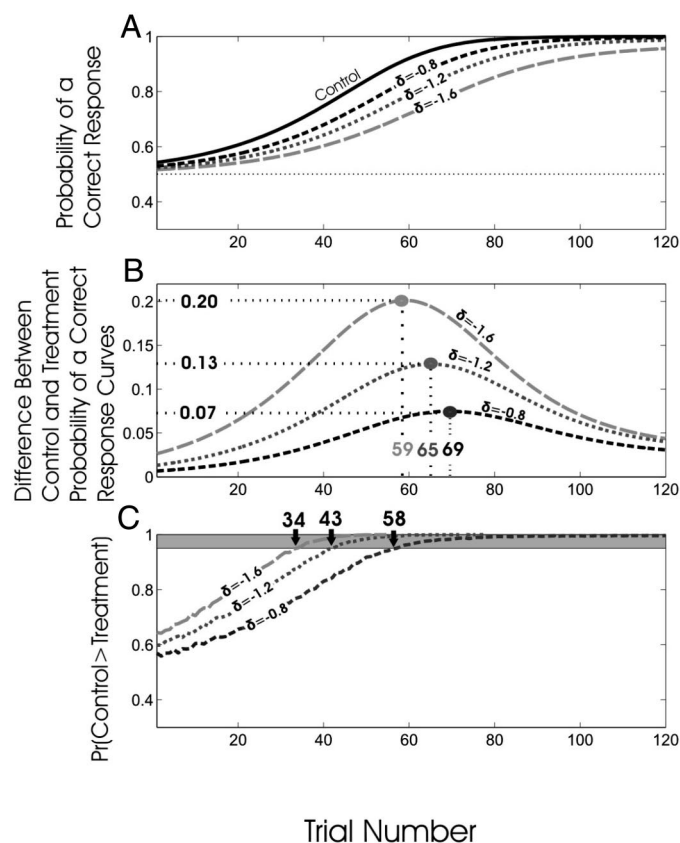 A
Probability of a
Correct Response
1
0.8
0.6
0.4
Control
δ=-0.8
δ=-1.2
δ=-1.6
20
40
60
80
100
120
B
Difference Between
Control and Treatment
Probability of a Correct
Response Curves
0.2
0.15
0.1
0.05
0
0.20
0.13
0.07
δ=-1.6
δ=-1.2
δ=-0.8
59
65
69
20
40
60
80
100
120
C
Pr(Control>Treatment)
1
0.8
0.6
0.4
34
43
58
δ=-1.6
δ=-1.2
δ=-0.8
20
40
60
80
100
120
Trial Number